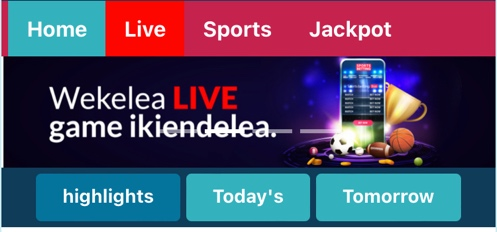 Home Live Sports Jackpot
Wekelea LIVE
game ikiendelea.
highlights Today's Tomorrow